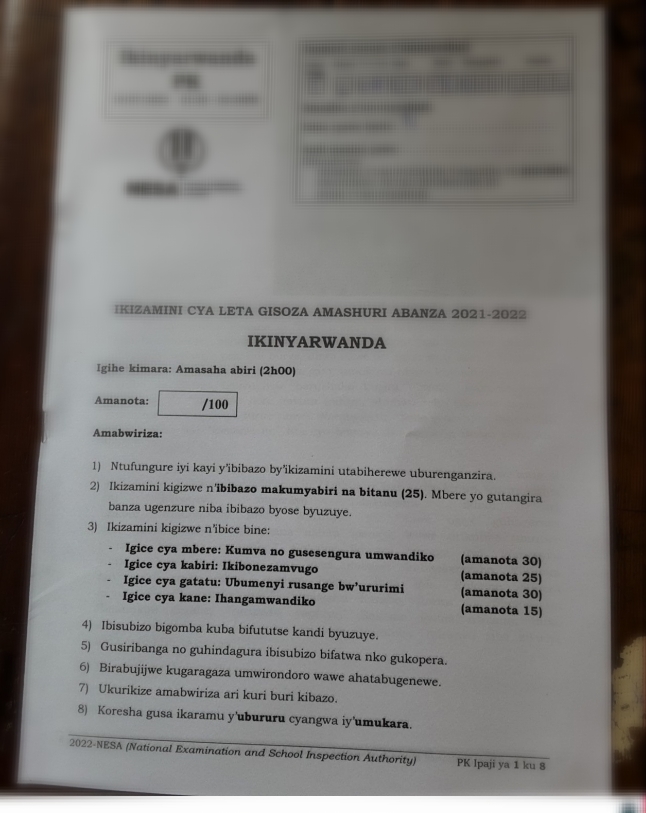 Ikinyarwanda
PK
NESA
IKIZAMINI CYA LETA GISOZA AMASHURI ABANZA 2021-2022
IKINYARWANDA
Igihe kimara: Amasaha abiri (2h00)
Amanota: /100
Amabwiriza:
1) Ntufungure iyi kayi y'ibibazo by'ikizamini utabiherewe uburenganzira.
2) Ikizamini kigizwe n'ibibazo makumyabiri na bitanu (25). Mbere yo gutangira
banza ugenzure niba ibibazo byose byuzuye.
3) Ikizamini kigizwe n'ibice bine:
- Igice cya mbere: Kumva no gusesengura umwandiko (amanota 30)
- Igice cya kabiri: Ikibonezamvugo (amanota 25)
- Igice cya gatatu: Ubumenyi rusange bw'ururimi (amanota 30)
- Igice cya kane: Ihangamwandiko (amanota 15)
4) Ibisubizo bigomba kuba bifututse kandi byuzuye.
5) Gusiribanga no guhindagura ibisubizo bifatwa nko gukopera.
6) Birabujijwe kugaragaza umwirondoro wawe ahatabugenewe.
7) Ukurikize amabwiriza ari kuri buri kibazo.
8) Koresha gusa ikaramu y'ubururu cyangwa iy'umukara.
2022-NESA (National Examination and School Inspection Authority) PK Ipaji ya 1 ku 8